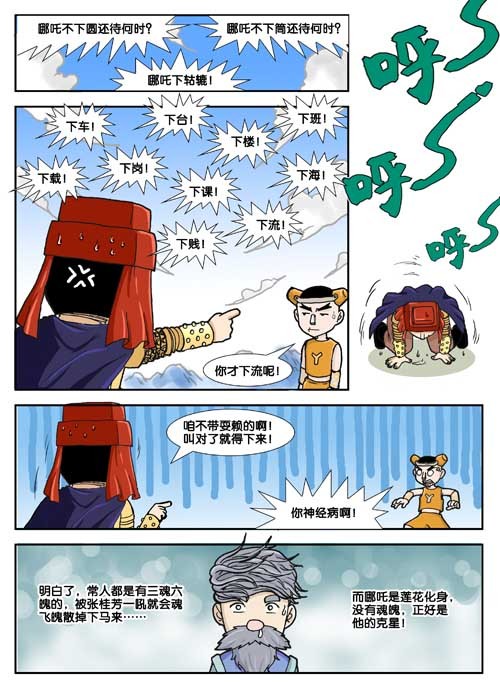 哪吒不下圆还待何时?
哪吒不下筒还待何时?
哪吒下轱辘!
呼
呼
呼
下车!
下台!
下班!
下岗!
下楼!
下载!
下课!
下海!
下贱!
下流!
你才下流呢!
咱不带耍赖的啊!
叫对了就得下来!
你神经病啊!
明白了,常人都是有三魂六
魄的,被张桂芳一吼就会魂
飞魄散掉下马来……
而哪吒是莲花化身,
没有魂魄,正好是
他的克星!